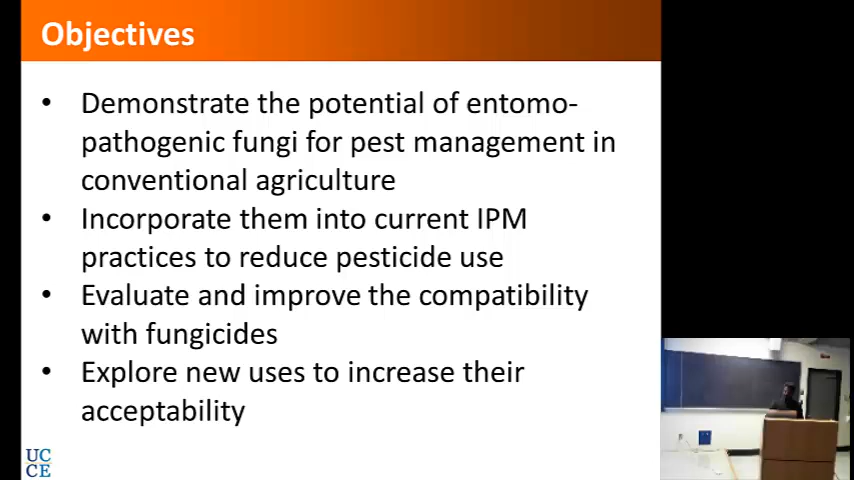 Objectives
• Demonstrate the potential of entomo-
pathogenic fungi for pest management in
conventional agriculture
• Incorporate them into current IPM
practices to reduce pesticide use
• Evaluate and improve the compatibility
with fungicides
• Explore new uses to increase their
acceptability
UC
CE